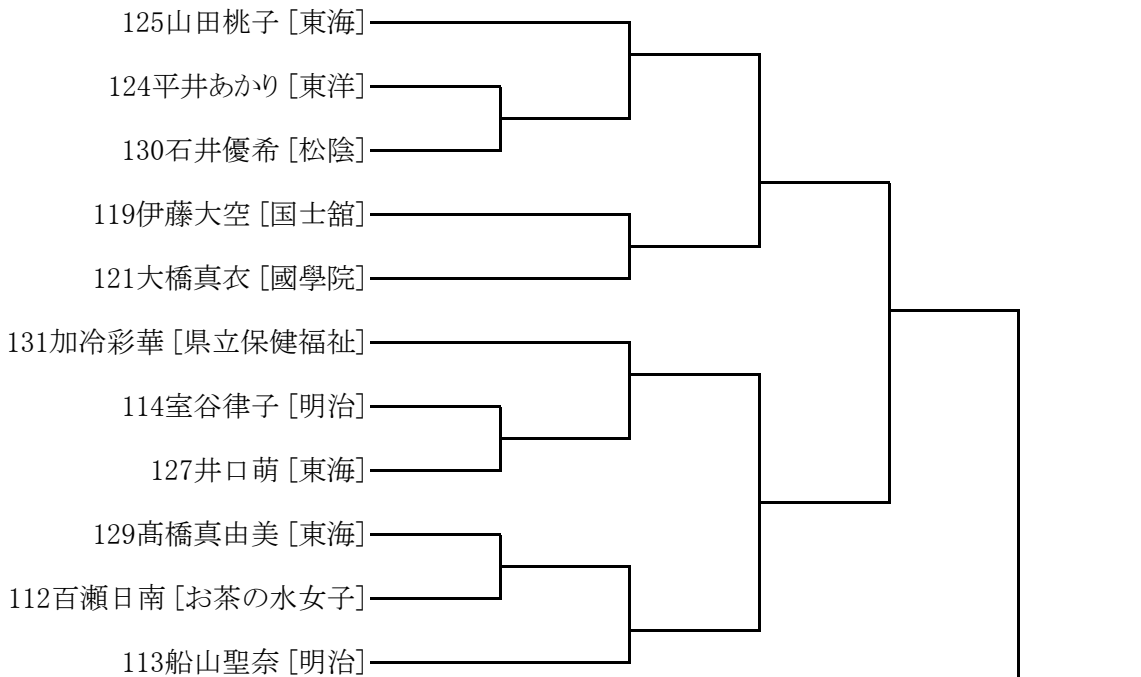 125山田桃子 [東海]
124平井あかり [東洋]
130石井優希 [松陰]
119伊藤大空 [国士舘]
121大橋真衣 [國學院]
131加冷彩華 [県立保健福祉]
114室谷律子 [明治]
127井口萌 [東海]
129髙橋真由美 [東海]
112百瀬日南 [お茶の水女子]
113船山聖奈 [明治]